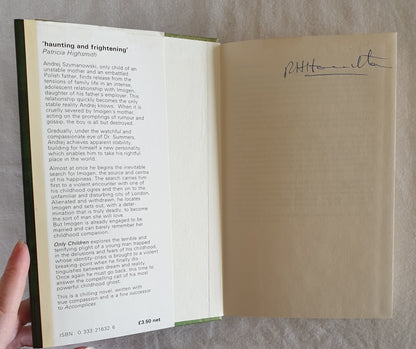 'haunting and frightening'
Patricia Highsmith
Andrej Szymanowski, only child of an
unstable mother and an embattled
Polish father, finds release from the
tensions of family life in an intense,
adolescent relationship with Imogen,
daughter of his father's employer. This
relationship quickly becomes the only
stable reality Andrej knows. When it is
cruelly severed by Imogen's mother,
acting on the promptings of rumour and
gossip, the boy is all but destroyed.
Gradually, under the watchful and
compassionate eye of Dr. Summers,
Andrej achieves apparent stability,
building for himself a new personality
which enables him to take his rightful
place in the world.
Almost at once he begins the inevitable
search for Imogen, the source and centre
of his happiness. The search carries him
first to a violent encounter with one of
his childhood ogres and then on to the
unfamiliar and disturbing city of London.
Alienated and withdrawn, he locates
Imogen and sets out, with a deter-
mination that is truly deadly, to become
the sort of man she will love.
But Imogen is already engaged to be
married and can barely remember her
childhood companion.
Only Children explores the terrible and
terrifying plight of a young man trapped
in the delusions and fears of his childhood,
whose identity-crisis is brought to a violent
breaking-point when he finally dis-
tinguishes between dream and reality.
Once again he must go back; this time to
answer the compelling call of his most
powerful childhood ghost.
This is a chilling novel, written with
true compassion and is a fine successor
to Accomplices.
ISBN: 0 333 21632 6
£3.50 net
R H Hamilton